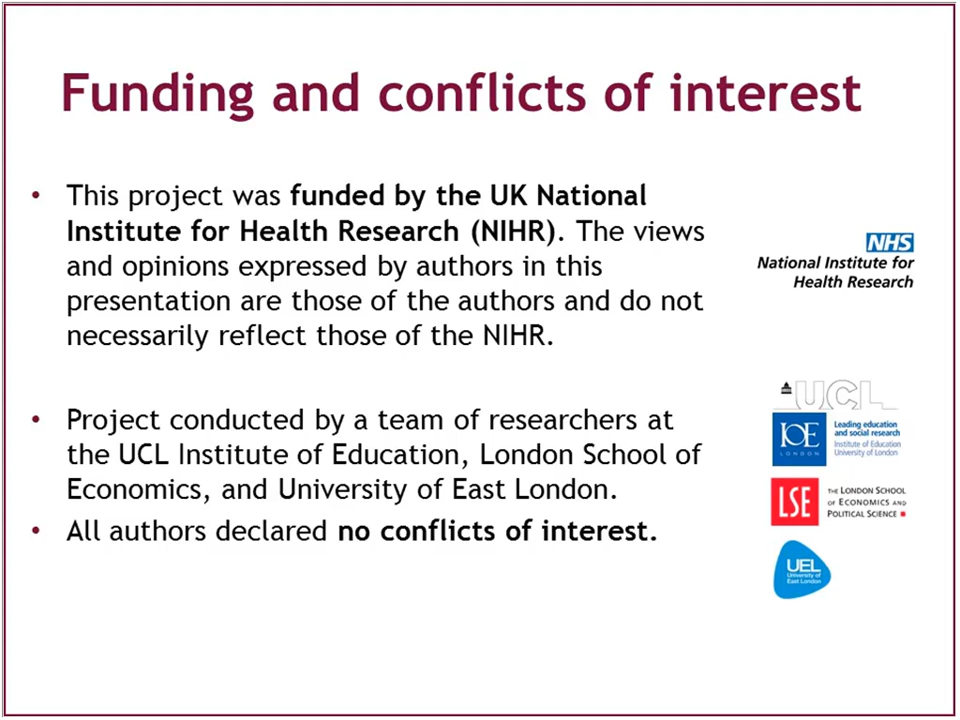 Funding and conflicts of interest
• This project was funded by the UK National
Institute for Health Research (NIHR). The views
and opinions expressed by authors in this
presentation are those of the authors and do not
necessarily reflect those of the NIHR.
NHS
National Institute for
Health Research
• Project conducted by a team of researchers at
the UCL Institute of Education, London School of
Economics, and University of East London.
• All authors declared no conflicts of interest.
UCL
IOE
LONDON
Leading education
and social research
Institute of Education
University of London
LSE
THE LONDON SCHOOL
OF ECONOMICS AND
POLITICAL SCIENCE
UEL
University of
East London